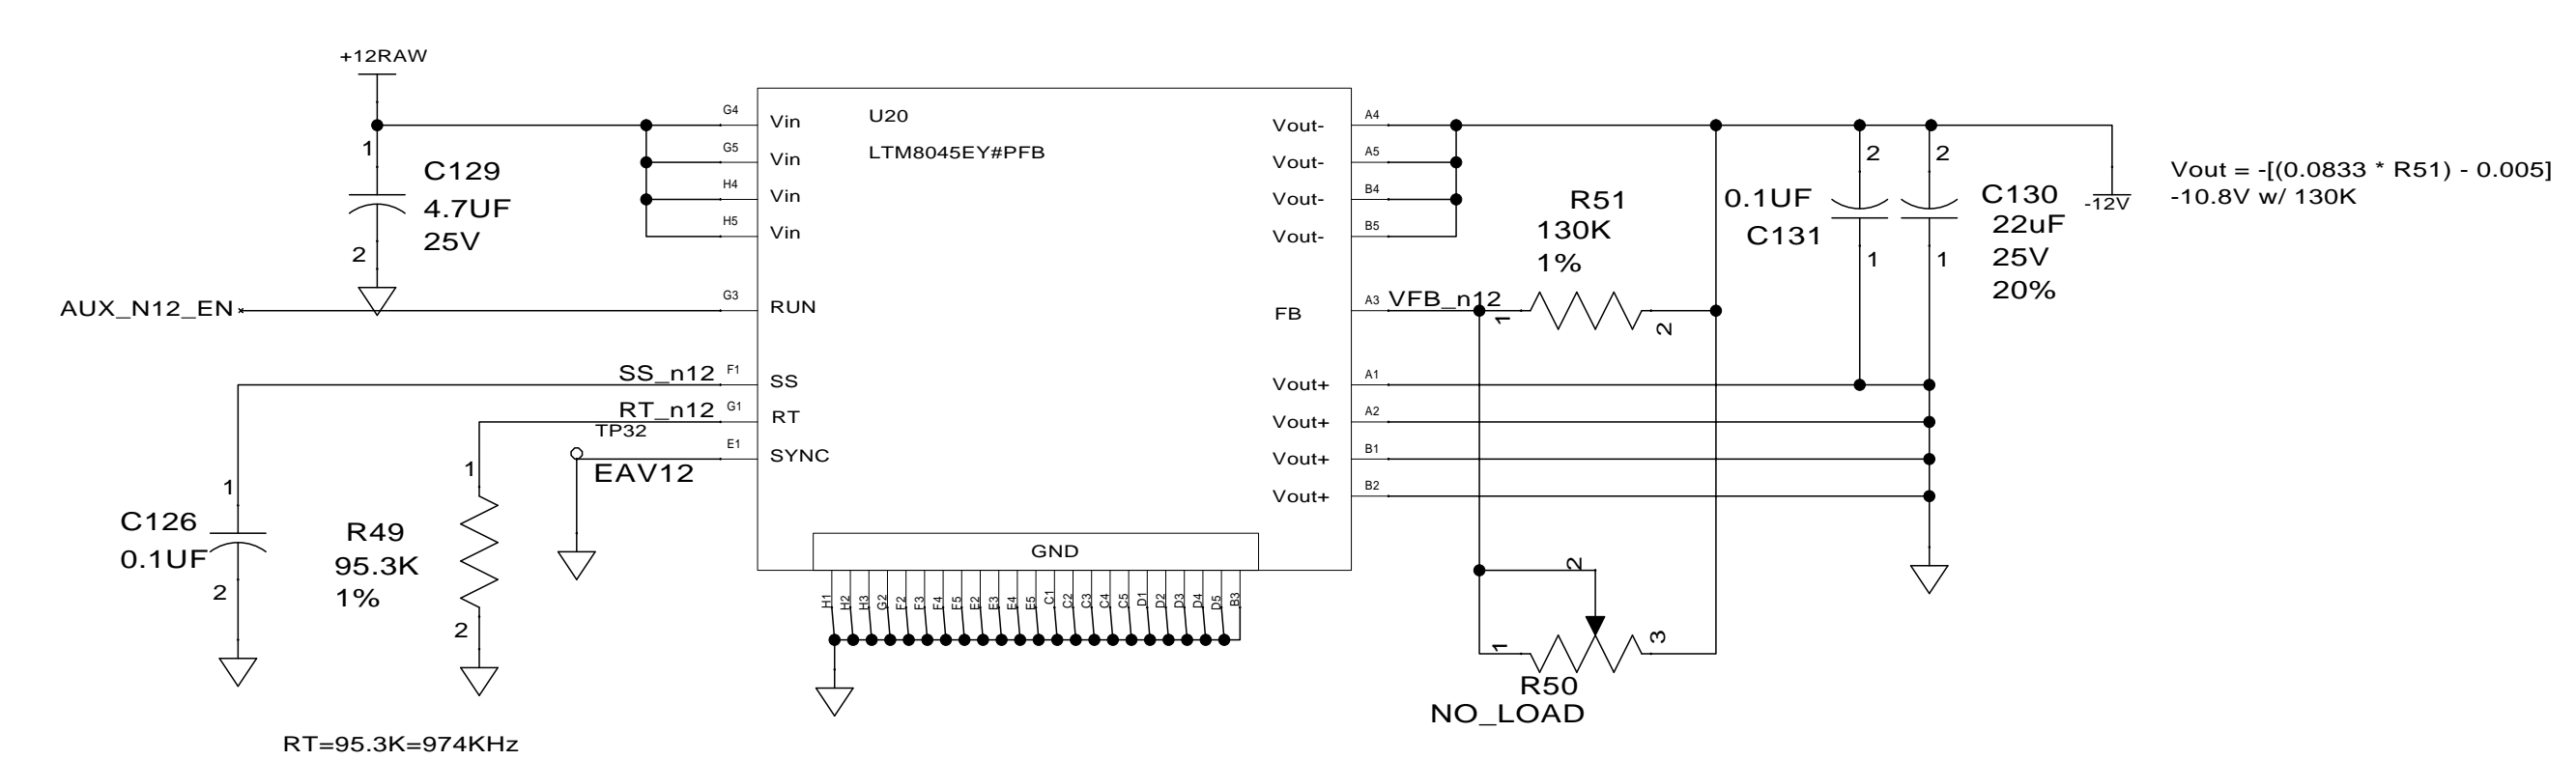 +12RAW
G4
Vin
U20
Vout-
A4
1
G5
Vin
LTM8045EY#PFB
Vout-
A5
2
2
C129
4.7UF
25V
H4
Vin
Vout-
B4
R51
130K
1%
0.1UF
C131
C130
22uF
25V
20%
-12V
Vout = -[(0.0833 * R51) - 0.005]
-10.8V w/ 130K
2
H5
Vin
Vout-
B5
1
1
AUX_N12_EN
G3
RUN
FB
A3
VFB_n12
1
2
SS_n12
F1
SS
Vout+
A1
RT_n12
G1
RT
Vout+
A2
TP32
E1
SYNC
Vout+
B1
EAV12
1
1
Vout+
B2
C126
0.1UF
2
R49
95.3K
1%
2
GND
H1
H2
H3
G2
F2
F3
F4
F5
E2
E3
E4
E5
C1
C2
C3
C4
C5
D1
D2
D3
D4
D5
B3
2
1
3
R50
NO_LOAD
RT=95.3K=974KHz